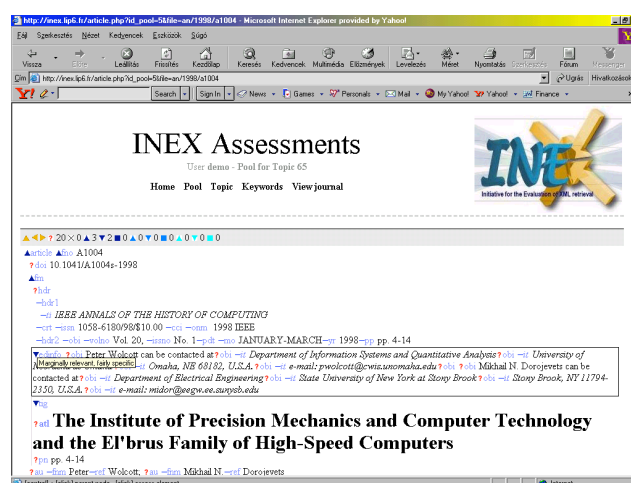 http://inex.lip6.fr/article.php?id_pool=5&file=an/1998/a1004 - Microsoft Internet Explorer provided by Yahoo!
Fájl Szerkesztés Nézet Kedvencek Eszközök Súgó
Vissza Előre Leállítás Frissítés Kezdőlap Keresés Kedvencek Multimédia Előzmények Levelezés Méret Nyomtatás Szerkesztés Fórum Messenger
Cím http://inex.lip6.fr/article.php?id_pool=5&file=an/1998/a1004 Ugrás Hivatkozások
Y! Search Sign In News Games Personals Mail My Yahoo! Yahoo! Finance
INEX Assessments
User demo - Pool for Topic 65
Home Pool Topic Keywords View journal
INEX
Initiative for the Evaluation of XML retrieval
▲◀▶ ? 20 × 0 ▲ 3 ▼ 2 ■ 0 ▲ 0 ▼ 0 ■ 0 ▲ 0 ▼ 0 ■ 0
▲article ▲fno A1004
?doi 10.1041/A1004s-1998
▲fm
?hdr
−hdr1
−ti IEEE ANNALS OF THE HISTORY OF COMPUTING
−crt −issn 1058-6180/98/$10.00 −cci −onm 1998 IEEE
−hdr2 −obi −volno Vol. 20, −issno No. 1 −pdt −mo JANUARY-MARCH −yr 1998 −pp pp. 4-14
▼edinfo ?obi Peter Wolcott can be contacted at ?obi −it Department of Information Systems and Quantitative Analysis ?obi −it University of
Marginally relevant, fairly specific −it Omaha, NE 68182, U.S.A. ?obi −it e-mail: pwolcott@cwis.unomaha.edu ?obi ?obi Mikhail N. Dorojevets can be
contacted at ?obi −it Department of Electrical Engineering ?obi −it State University of New York at Stony Brook ?obi −it Stony Brook, NY 11794-
2350, U.S.A. ?obi −it e-mail: midor@eegw.ee.sunysb.edu
▼tig
?atl The Institute of Precision Mechanics and Computer Technology
and the El'brus Family of High-Speed Computers
?pn pp. 4-14
?au −fnm Peter −ref Wolcott, ?au −fnm Mikhail N. −ref Dorojevets